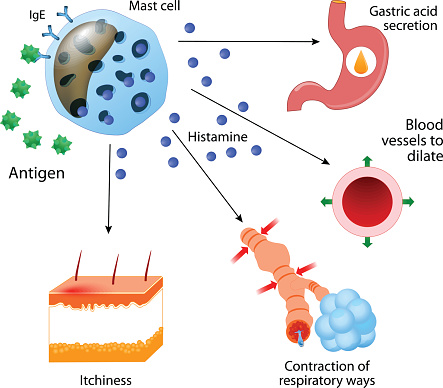 Mast cell
IgE
Gastric acid
secretion
Histamine
Blood
vessels to
dilate
Antigen
Itchiness
Contraction of
respiratory ways